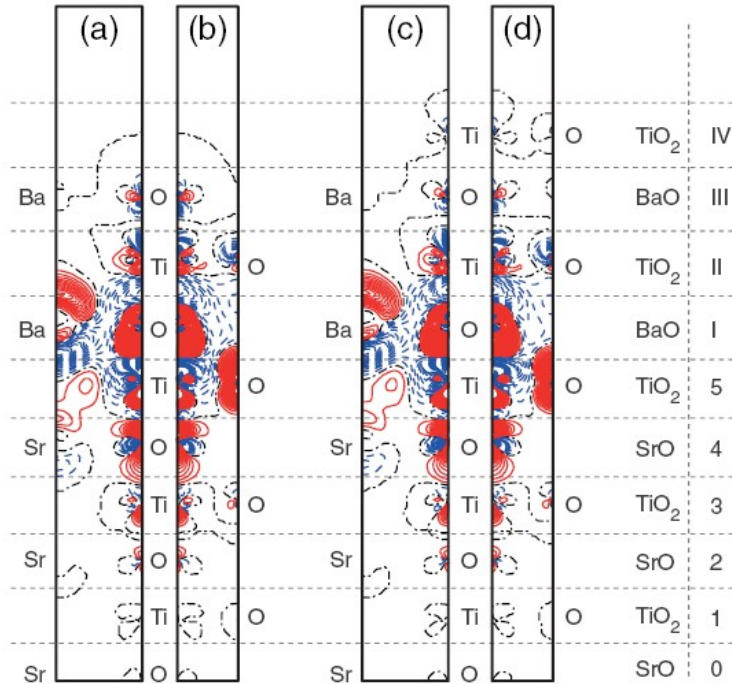 (a) (b) (c) (d)
Ti O TiO2 IV
Ba O Ba O BaO III
Ti O Ti O TiO2 II
Ba O Ba O BaO I
Ti O Ti O TiO2 5
Sr O Sr O SrO 4
Ti O Ti O TiO2 3
Sr O Sr O SrO 2
Ti O Ti O TiO2 1
Sr O Sr O SrO 0